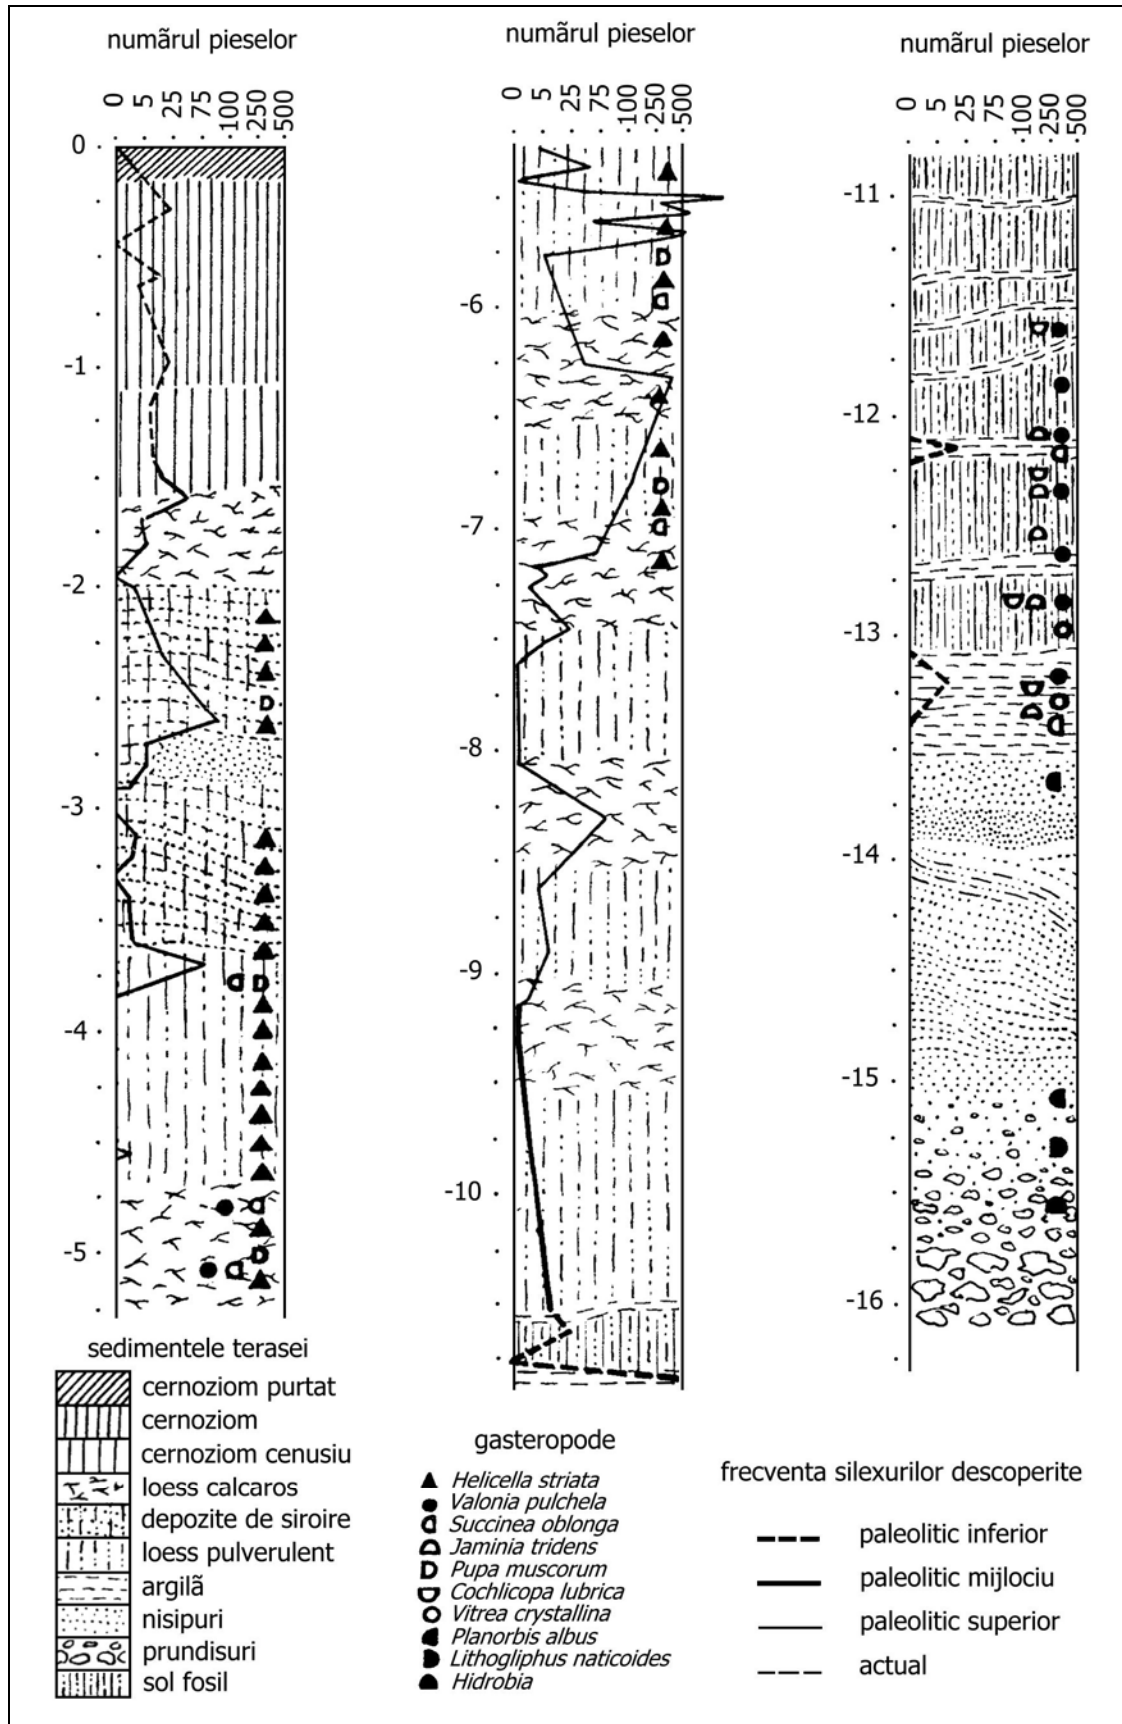 numãrul pieselor
0 5 25 75 100 250 500
0
-1
-2
-3
-4
-5
numãrul pieselor
0 5 25 75 100 250 500
-6
-7
-8
-9
-10
numãrul pieselor
0 5 25 75 100 250 500
-11
-12
-13
-14
-15
-16
sedimentele terasei
cernoziom purtat
cernoziom
cernoziom cenusiu
loess calcaros
depozite de siroire
loess pulverulent
argilã
nisipuri
prundisuri
sol fosil
gasteropode
Helicella striata
Valonia pulchela
Succinea oblonga
Jaminia tridens
Pupa muscorum
Cochlicopa lubrica
Vitrea crystallina
Planorbis albus
Lithogliphus naticoides
Hidrobia
frecventa silexurilor descoperite
paleolitic inferior
paleolitic mijlociu
paleolitic superior
actual